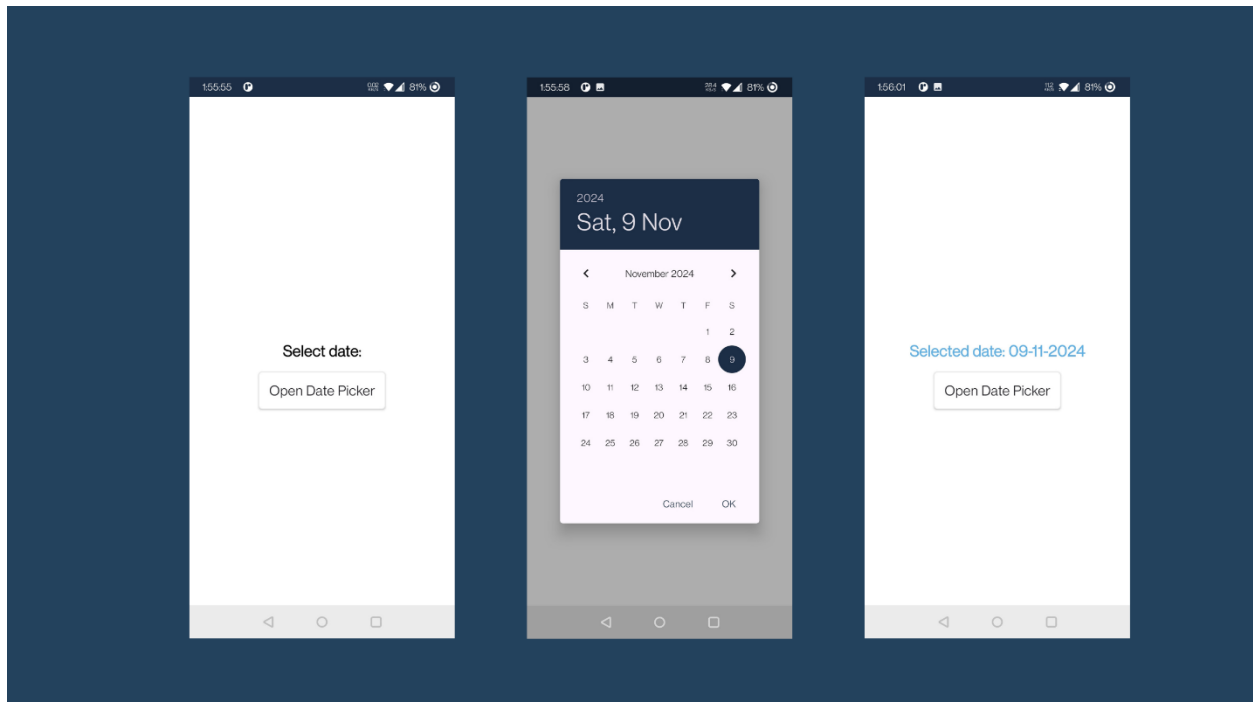 1:55:55 81%
Select date:
Open Date Picker
1:55:58 81%
2024
Sat, 9 Nov
November 2024
S M T W T F S
1 2
3 4 5 6 7 8 9
10 11 12 13 14 15 16
17 18 19 20 21 22 23
24 25 26 27 28 29 30
Cancel OK
1:56:01 81%
Selected date: 09-11-2024
Open Date Picker